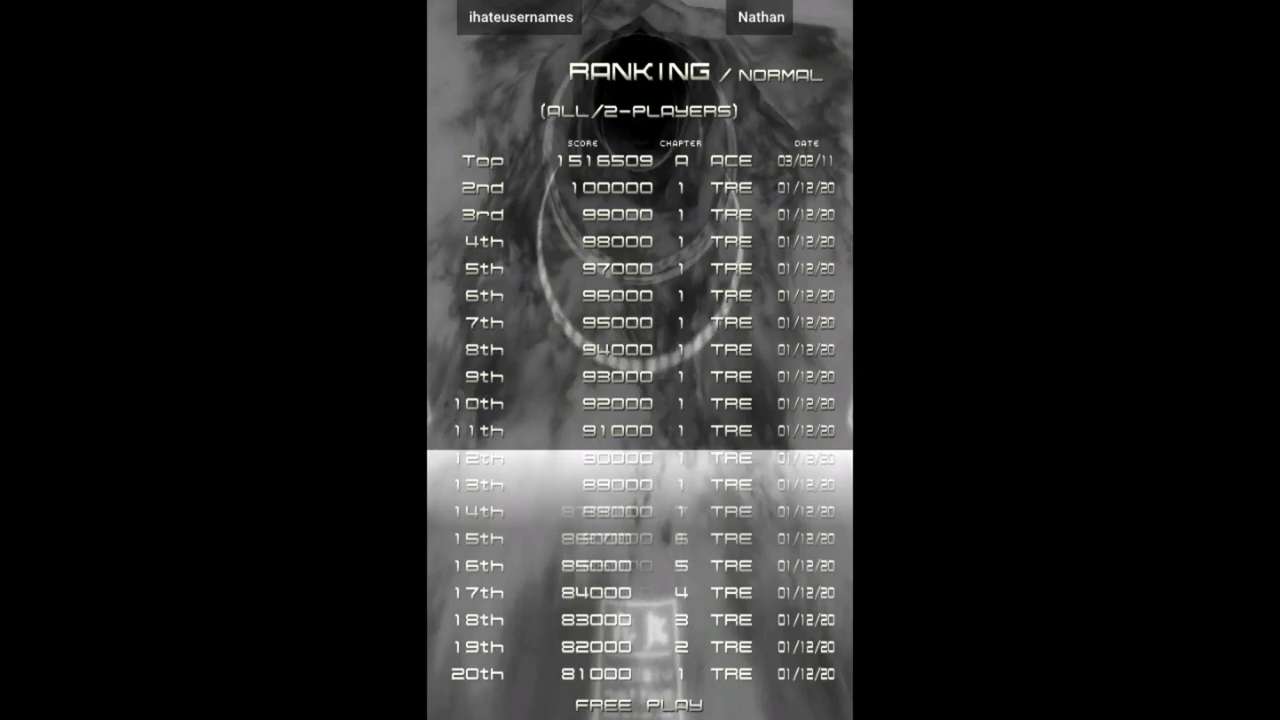 ihateusernames Nathan
RANKING / NORMAL
(ALL/2-PLAYERS)
SCORE CHAPTER DATE
Top 1516509 A ACE 03/02/11
2nd 100000 1 TRE 01/12/20
3rd 99000 1 TRE 01/12/20
4th 98000 1 TRE 01/12/20
5th 97000 1 TRE 01/12/20
6th 96000 1 TRE 01/12/20
7th 95000 1 TRE 01/12/20
8th 94000 1 TRE 01/12/20
9th 93000 1 TRE 01/12/20
10th 92000 1 TRE 01/12/20
11th 91000 1 TRE 01/12/20
12th 90000 1 TRE 01/12/20
13th 89000 1 TRE 01/12/20
14th TRE 01/12/20
15th TRE 01/12/20
16th 85000 5 TRE 01/12/20
17th 84000 4 TRE 01/12/20
18th 83000 3 TRE 01/12/20
19th 82000 2 TRE 01/12/20
20th 81000 1 TRE 01/12/20
FREE PLAY